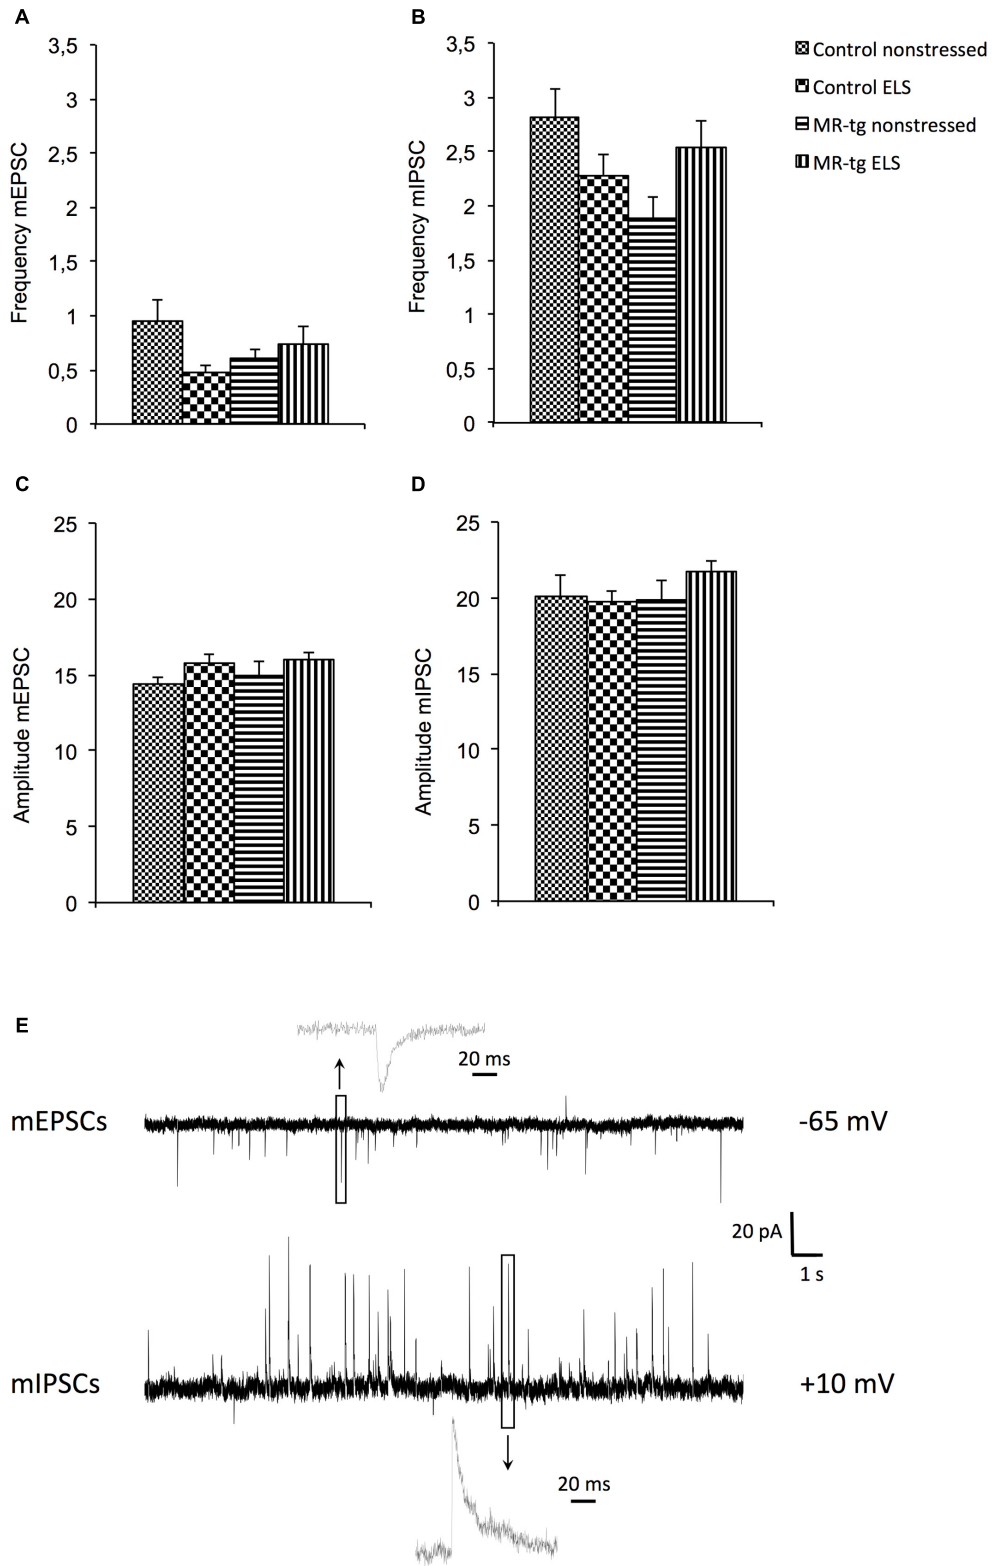 A
Frequency mEPSC
3,5
3
2,5
2
1,5
1
0,5
0
B
Frequency mIPSC
3,5
3
2,5
2
1,5
1
0,5
0
Control nonstressed
Control ELS
MR-tg nonstressed
MR-tg ELS
C
Amplitude mEPSC
25
20
15
10
5
0
D
Amplitude mIPSC
25
20
15
10
5
0
E
20 ms
mEPSCs
-65 mV
20 pA
1 s
mIPSCs
+10 mV
20 ms